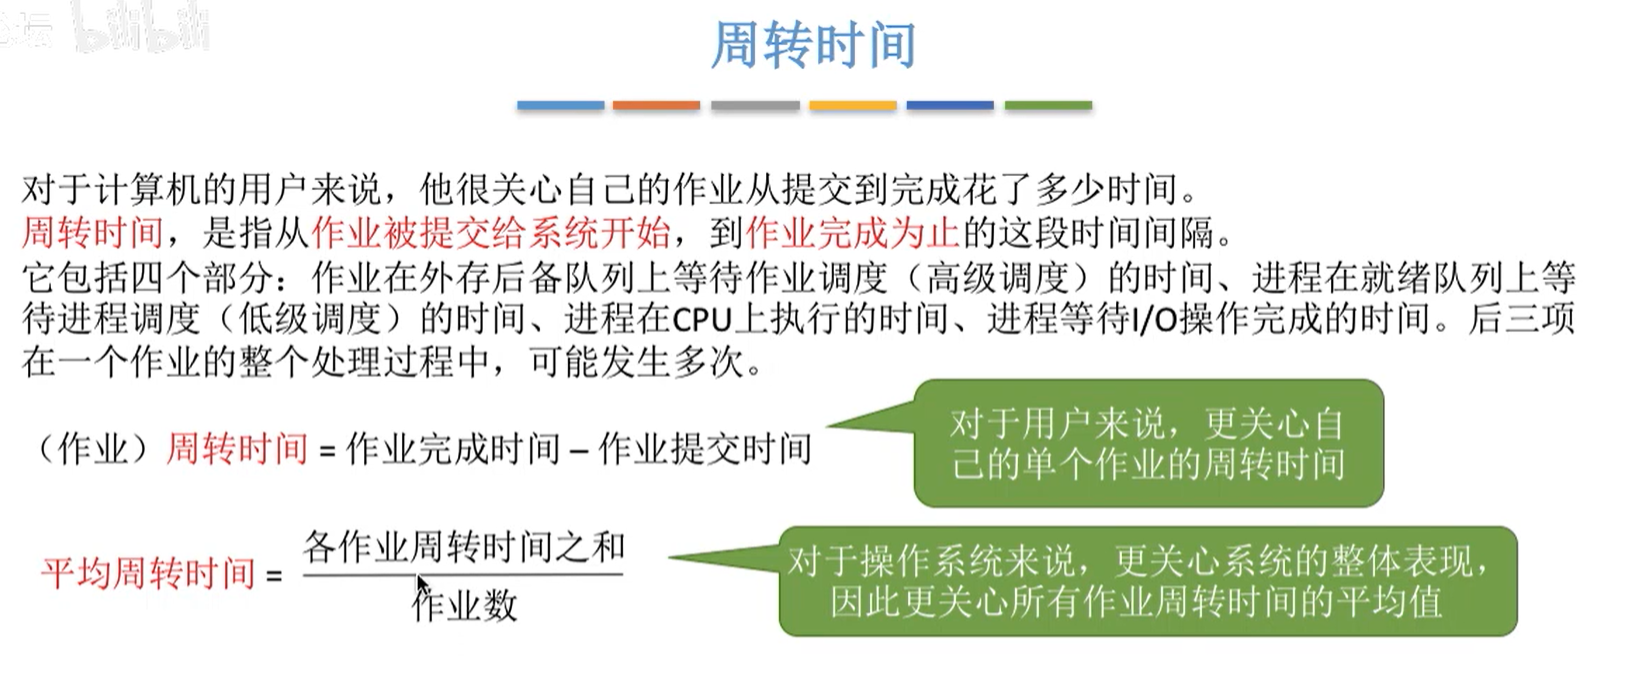 坛 bilibili
周转时间
对于计算机的用户来说，他很关心自己的作业从提交到完成花了多少时间。
周转时间，是指从作业被提交给系统开始，到作业完成为止的这段时间间隔。
它包括四个部分：作业在外存后备队列上等待作业调度（高级调度）的时间、进程在就绪队列上等
待进程调度（低级调度）的时间、进程在CPU上执行的时间、进程等待I/O操作完成的时间。后三项
在一个作业的整个处理过程中，可能发生多次。
对于用户来说，更关心自
己的单个作业的周转时间
（作业）周转时间 = 作业完成时间 – 作业提交时间
各作业周转时间之和
平均周转时间 =
作业数
对于操作系统来说，更关心系统的整体表现，
因此更关心所有作业周转时间的平均值